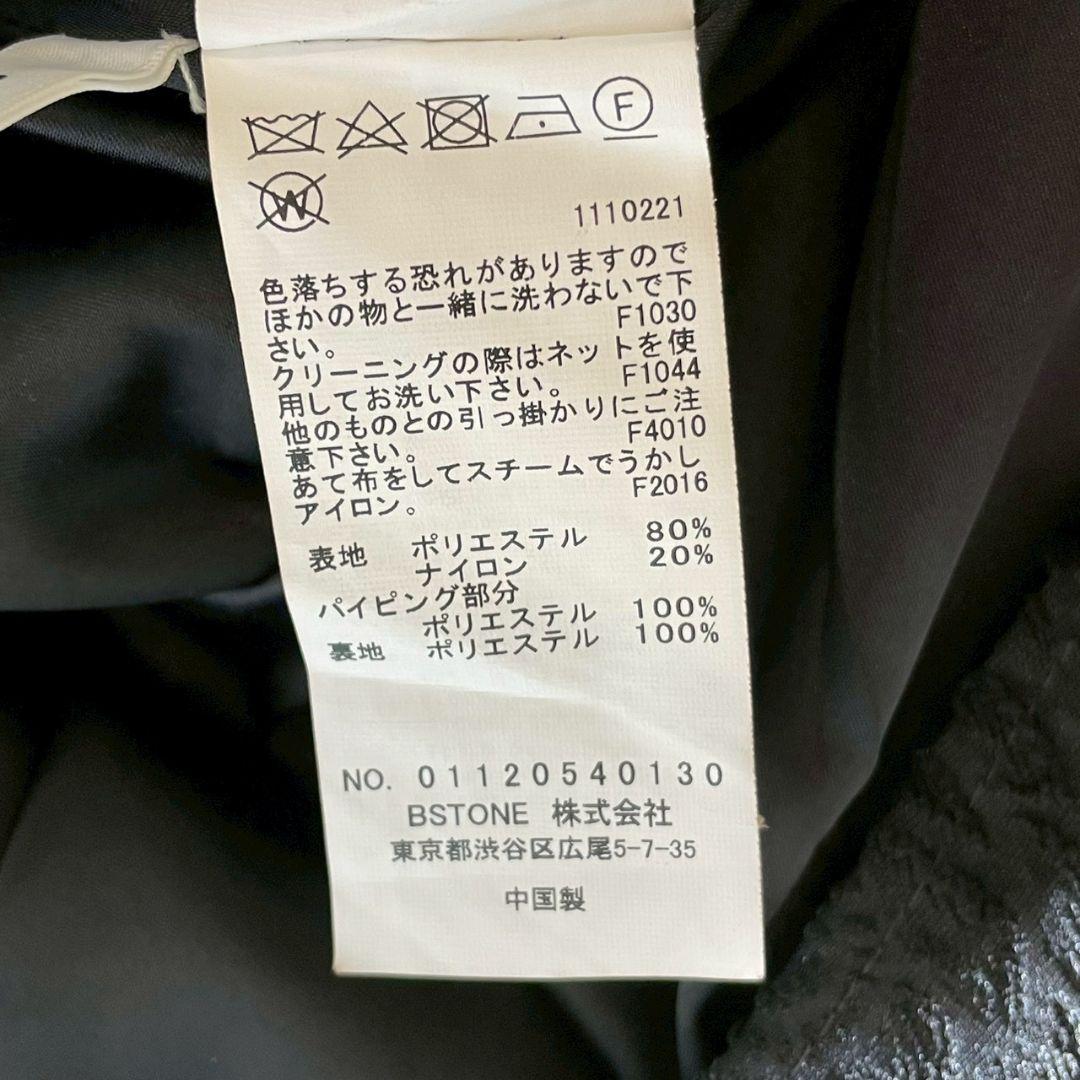 F
W
1110221
色落ちする恐れがありますので
ほかの物と一緒に洗わないで下
さい。 F1030
クリーニングの際はネットを使
用してお洗い下さい。 F1044
他のものとの引っ掛かりにご注
意下さい。 F4010
あて布をしてスチームでうかし
アイロン。 F2016
表地 ポリエステル 80%
ナイロン 20%
パイピング部分
ポリエステル 100%
裏地 ポリエステル 100%
NO. 01120540130
BSTONE 株式会社
東京都渋谷区広尾5-7-35
中国製